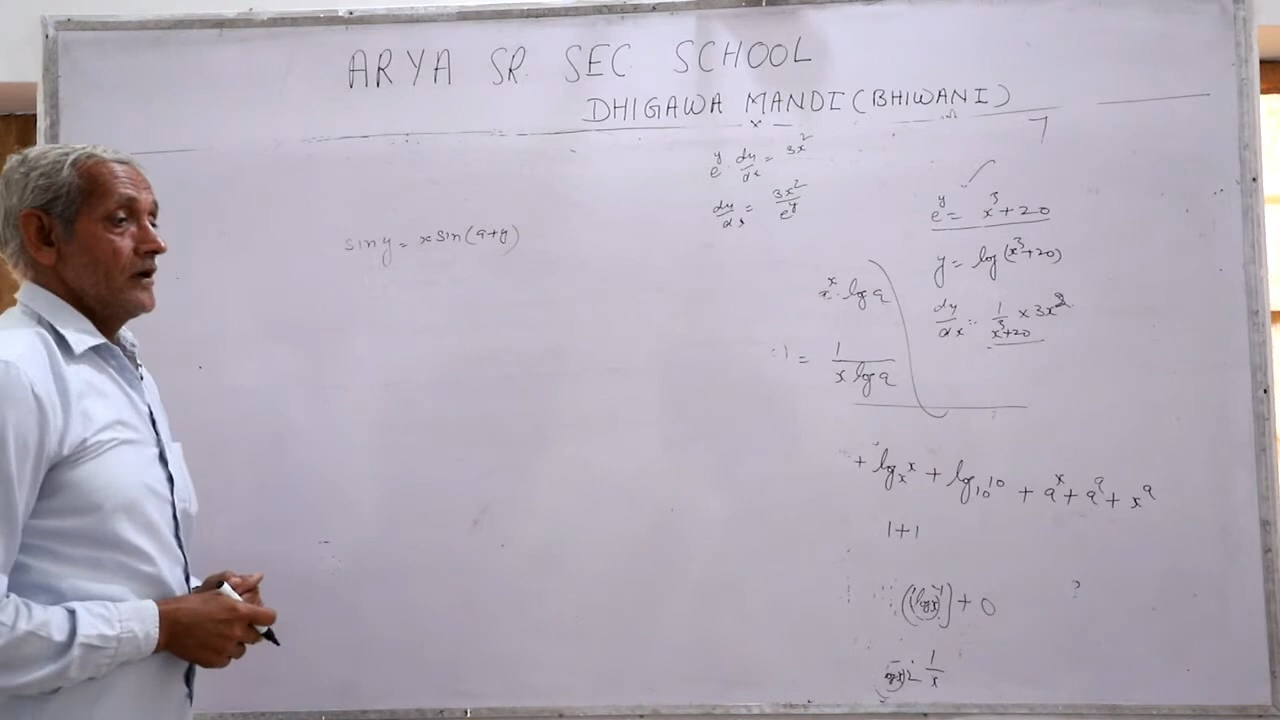 ARYA SR. SEC SCHOOL
DHIGAWA MANDI (BHIWANI)
e^y · dy/dx = 3x^2
dy/dx = 3x^2/e^y
sin y = x sin(a+y)
e^y = x^3 + 20
y = log(x^3+20)
dy/dx = 1/(x^3+20) × 3x^2
· log a
= 1/(x log a)
+ log_x x + log_10 10 + a^x + a^a + x^a
1+1
+ 0
1/x